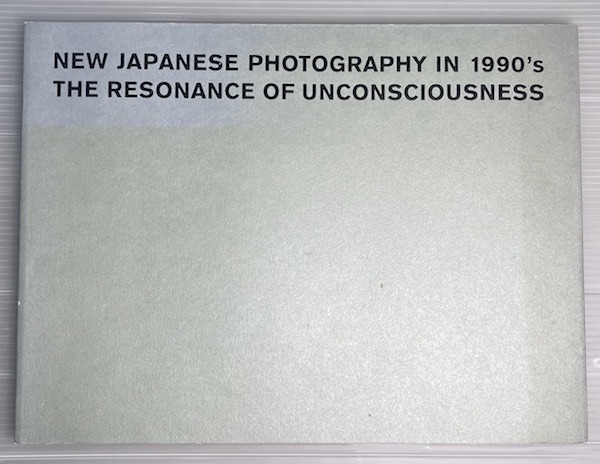 NEW JAPANESE PHOTOGRAPHY IN 1990's
THE RESONANCE OF UNCONSCIOUSNESS